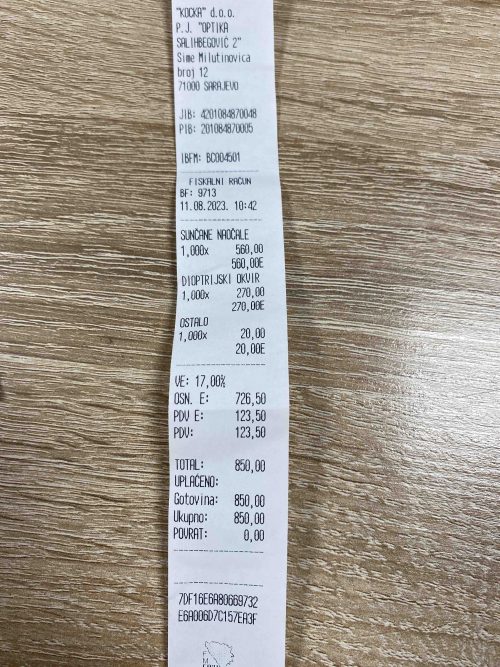 "KOCKA" d.o.o.
P.J. "OPTIKA
SALIHBEGOVIĆ 2"
Sime Milutinovica
broj 12
71000 SARAJEVO
JIB: 4201084870048
PIB: 201084870005
IBFM: BC004501
FISKALNI RAČUN
BF: 9713
11.08.2023. 10:42
SUNČANE NAOČALE
1,000x 560,00
560,00E
DIOPTRIJSKI OKVIR
1,000x 270,00
270,00E
OSTALO
1,000x 20,00
20,00E
VE: 17,00%
OSN. E: 726,50
PDV E: 123,50
PDV: 123,50
TOTAL: 850,00
UPLAĆENO:
Gotovina: 850,00
Ukupno: 850,00
POVRAT: 0,00
7DF16E6A80669732
E6A006D7C157EA3F